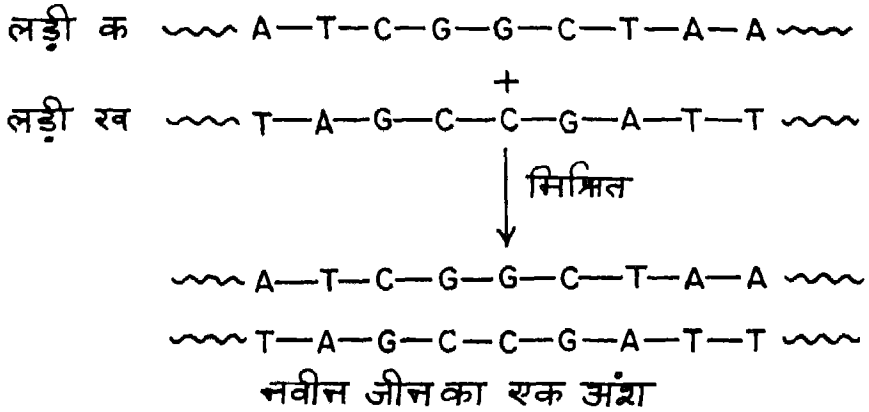 लड़ी क A—T—C—G—G—C—T—A—A
+
लड़ी ख T—A—G—C—C—G—A—T—T
मिश्रित
A—T—C—G—G—C—T—A—A
T—A—G—C—C—G—A—T—T
नवीन जीन का एक अंश